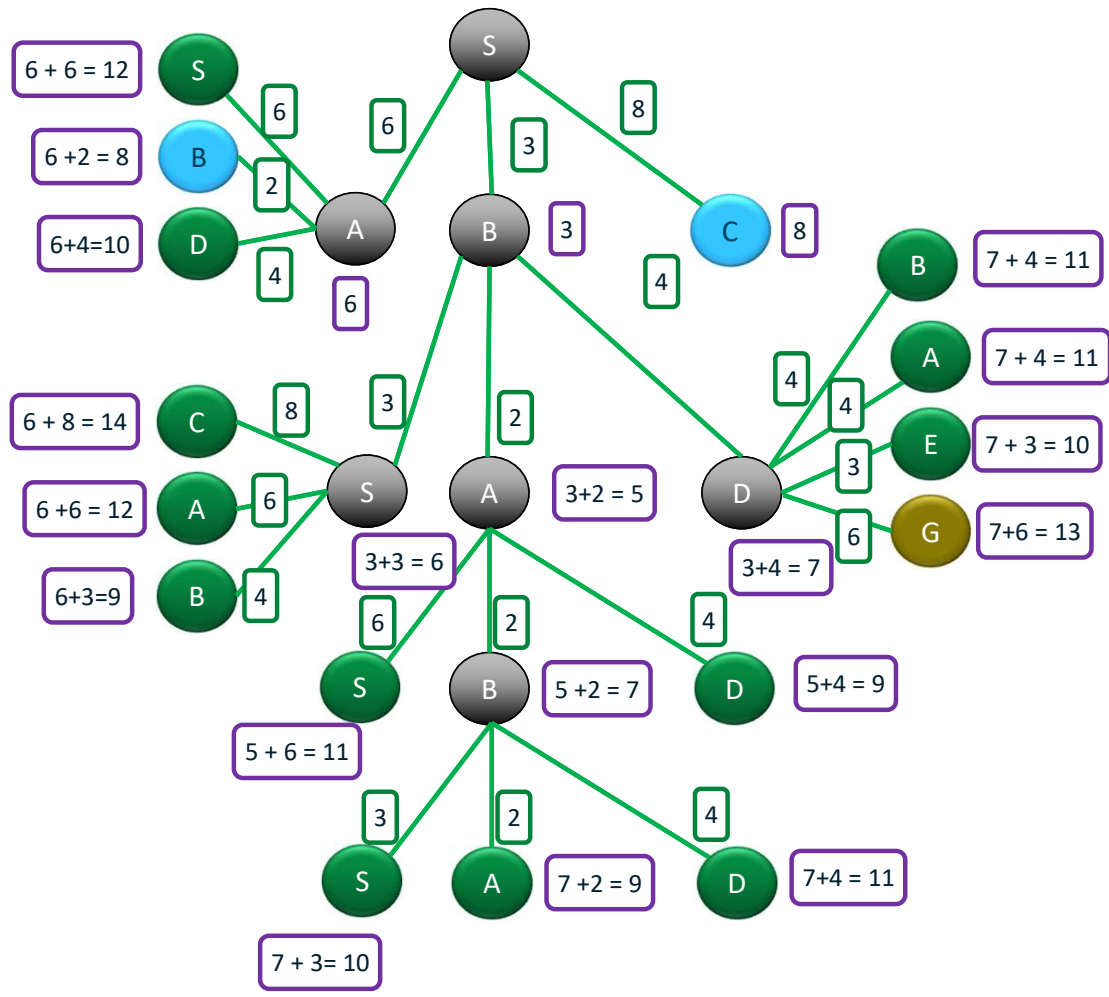 S
6 + 6 = 12
S
6
6
8
3
6 +2 = 8
B
2
A
B
3
C
8
6+4=10
D
4
6
4
B
7 + 4 = 11
4
4
A
7 + 4 = 11
6 + 8 = 14
C
8
3
2
3
E
7 + 3 = 10
6 +6 = 12
A
6
S
A
3+2 = 5
D
6
G
7+6 = 13
3+3 = 6
3+4 = 7
6+3=9
B
4
6
2
4
S
B
5 +2 = 7
D
5+4 = 9
5 + 6 = 11
3
2
4
S
A
7 +2 = 9
D
7+4 = 11
7 + 3= 10